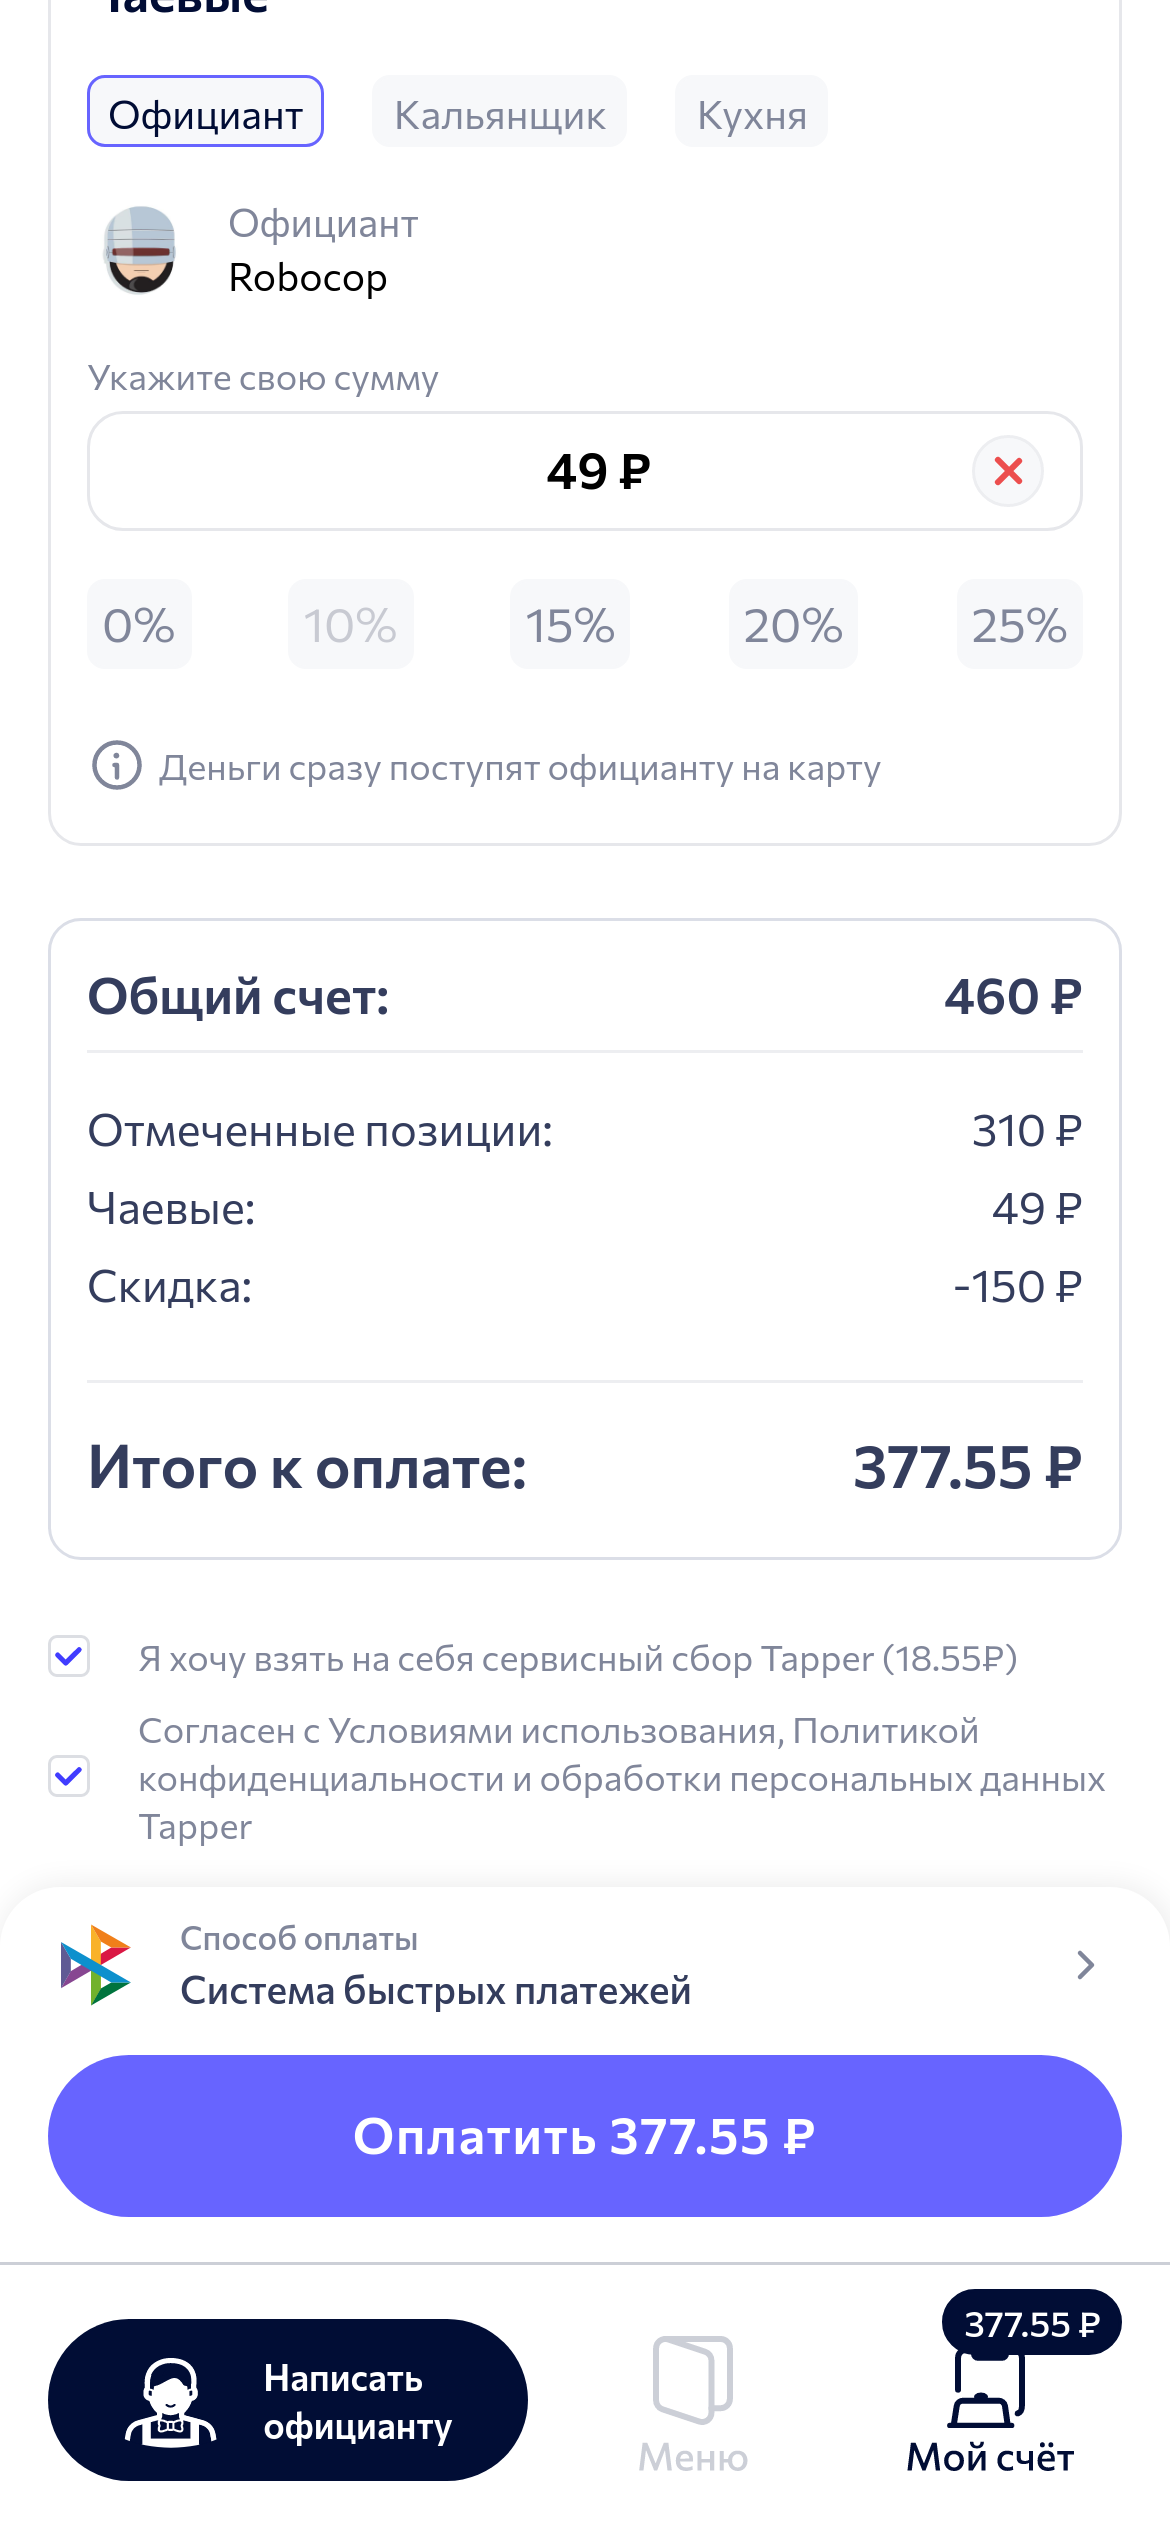 Чаевые
Официант
Кальянщик
Кухня
Официант
Robocop
Укажите свою сумму
49 ₽
0%
10%
15%
20%
25%
Деньги сразу поступят официанту на карту
Общий счет: 460 ₽
Отмеченные позиции: 310 ₽
Чаевые: 49 ₽
Скидка: -150 ₽
Итого к оплате: 377.55 ₽
Я хочу взять на себя сервисный сбор Tapper (18.55₽)
Согласен с Условиями использования, Политикой
конфиденциальности и обработки персональных данных
Tapper
Способ оплаты
Система быстрых платежей
Оплатить 377.55 ₽
377.55 ₽
Написать
официанту
Меню
Мой счёт